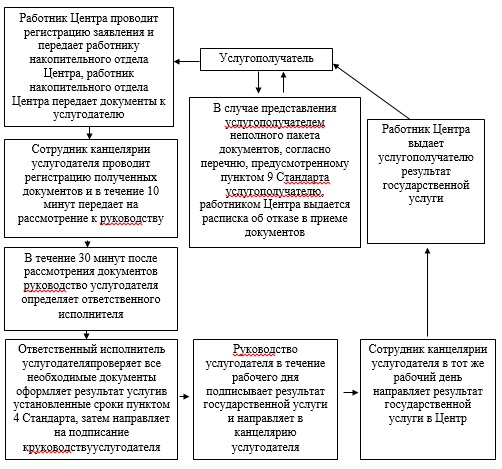 Работник Центра проводит
регистрацию заявления и
передает работнику
накопительного отдела
Центра, работник
накопительного отдела
Центра передает документы к
услугодателю
Услугополучатель
В случае представления
услугополучателем
неполного пакета
документов, согласно
перечню, предусмотренному
пунктом 9 Стандарта
услугополучателю,
работником Центра выдается
расписка об отказе в приеме
документов
Работник Центра
выдает
услугополучателю
результат
государственной
услуги
Сотрудник канцелярии
услугодателя проводит
регистрацию полученных
документов и в течение 10
минут передает на
рассмотрение к руководству
В течение 30 минут после
рассмотрения документов
руководство услугодателя
определяет ответственного
исполнителя
Ответственный исполнитель
услугодателяпроверяет все
необходимые документы
оформляет результат услугив
установленные сроки пунктом
4 Стандарта, затем направляет
на подписание
круководствууслугодателя
Руководство
услугодателя в течение
рабочего дня
подписывает результат
государственной услуги
и направляет в
канцелярию
услугодателя
Сотрудник канцелярии
услугодателя в тот же
рабочий день
направляет результат
государственной
услуги в Центр